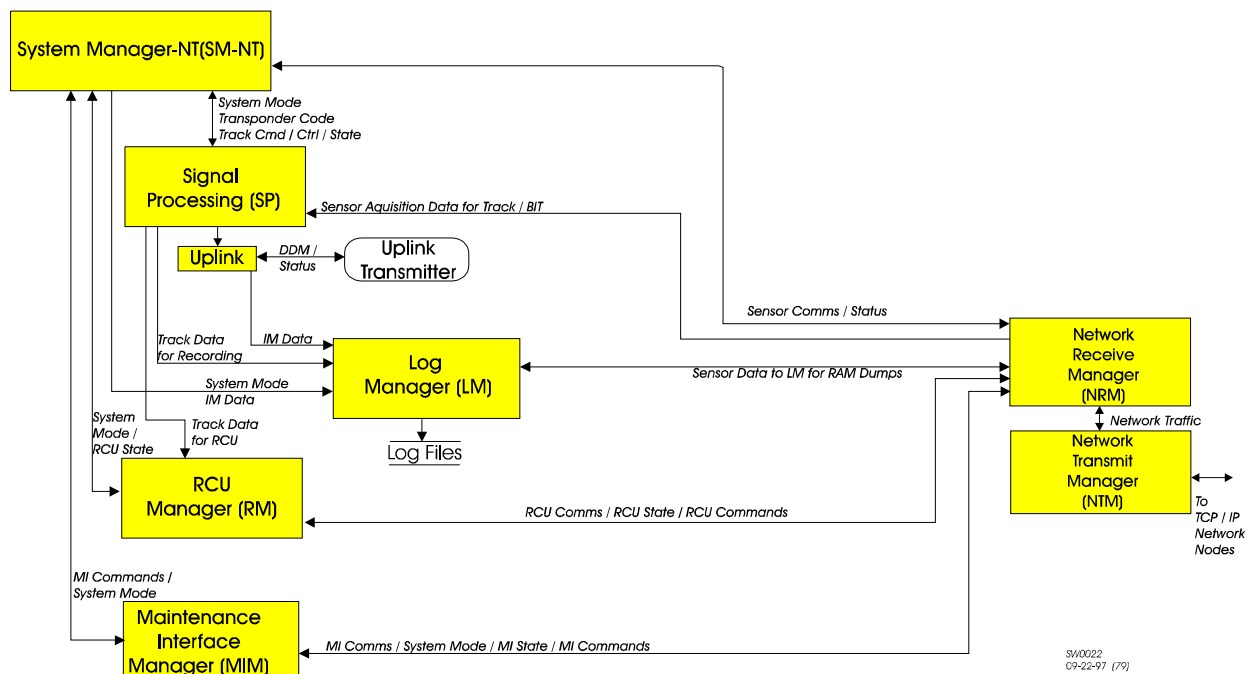 System Manager-NT(SM-NT)
System Mode
Transponder Code
Track Cmd / Ctrl / State
Signal
Processing (SP)
Sensor Aquisition Data for Track / BIT
Uplink
DDM /
Status
Uplink
Transmitter
Sensor Comms / Status
Network
Receive
Manager
(NRM)
Track Data
for Recording
IM Data
Log
Manager (LM)
Sensor Data to LM for RAM Dumps
System Mode
IM Data
System
Mode /
RCU State
Track Data
for RCU
Log Files
Network Traffic
Network
Transmit
Manager
(NTM)
RCU
Manager (RM)
RCU Comms / RCU State / RCU Commands
To
TCP / IP
Network
Nodes
MI Commands /
System Mode
Maintenance
Interface
Manager (MIM)
MI Comms / System Mode / MI State / MI Commands
SW0022
09-22-97 (79)